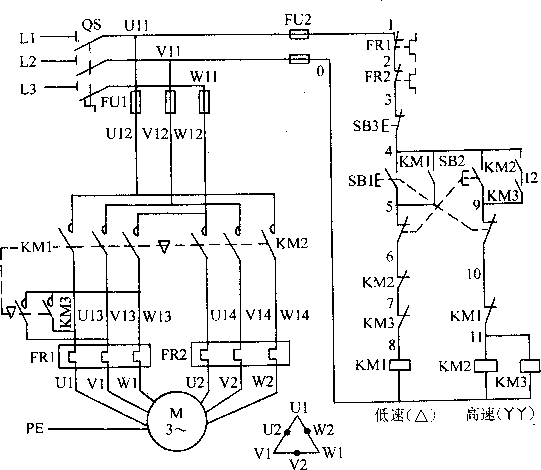 U11 FU2 1
L1 QS FR1
L2 V11 2
0 FR2
L3 W11 3
FU1
U12 V12 W12 SB3E
4
KM1 SB2 KM2
SB1E E 12
KM3
5 9
KM1 KM2
6 10
KM2
KM3 U13 V13 W13 U14 V14 W14 7
KM3 KM1
8 11
FR1 FR2 KM1 KM2 KM3
U1 V1 W1 U2 V2 W2
M
3~
PE
低速(△) 高速(YY)
U1
U2 W2
V1 W1
V2